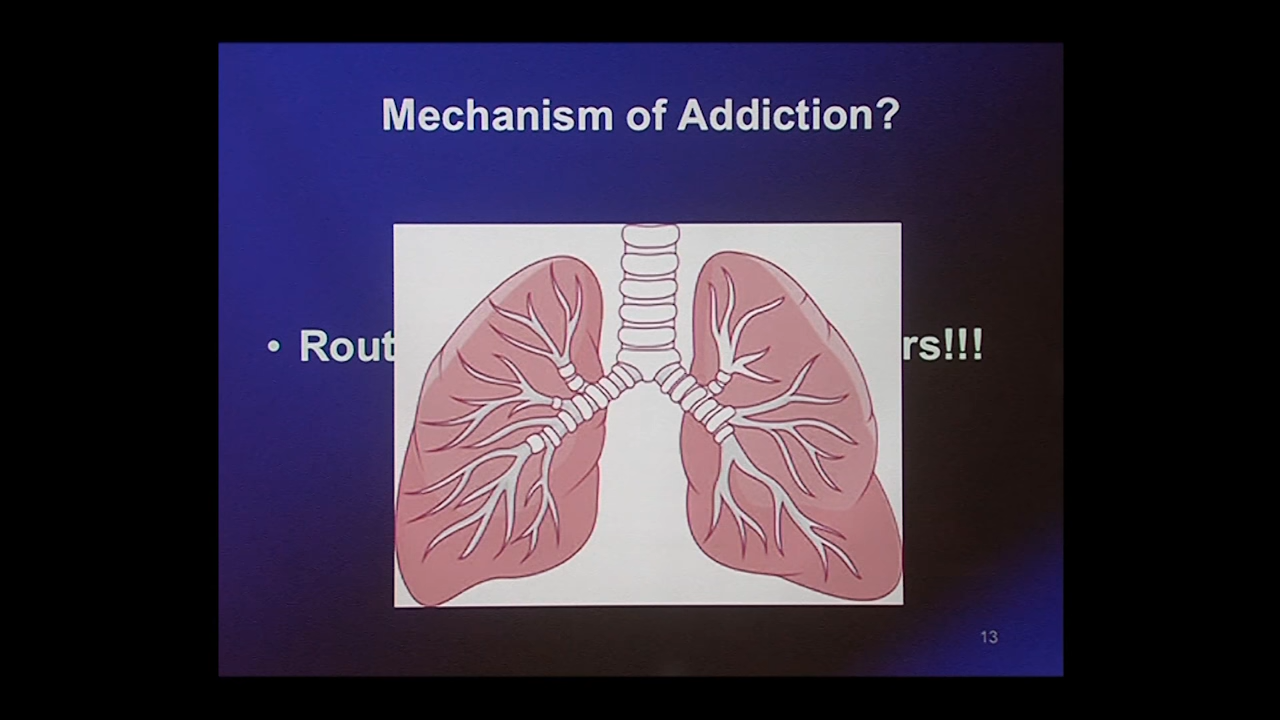 Mechanism of Addiction?
• Rout rs!!!
13